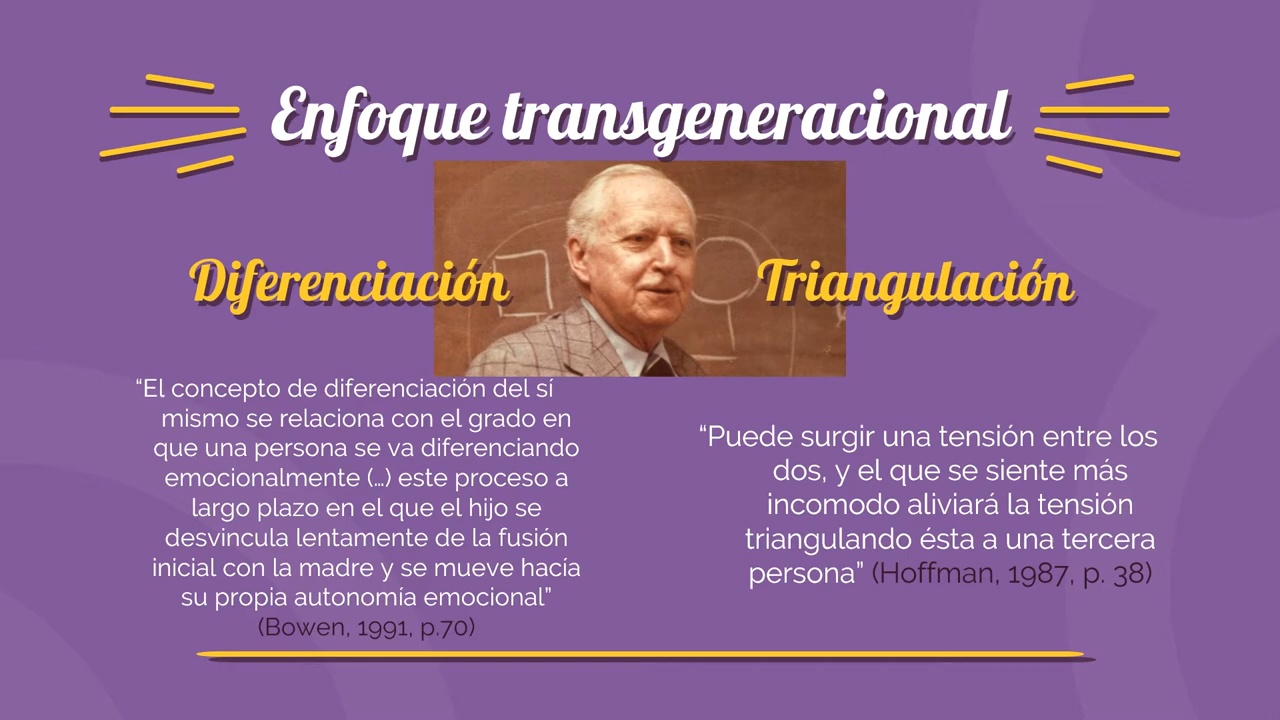 Enfoque transgeneracional
Diferenciación
“El concepto de diferenciación del sí
mismo se relaciona con el grado en
que una persona se va diferenciando
emocionalmente (…) este proceso a
largo plazo en el que el hijo se
desvincula lentamente de la fusión
inicial con la madre y se mueve hacía
su propia autonomía emocional”
(Bowen, 1991, p.70)
Triangulación
“Puede surgir una tensión entre los
dos, y el que se siente más
incomodo aliviará la tensión
triangulando ésta a una tercera
persona” (Hoffman, 1987, p. 38)